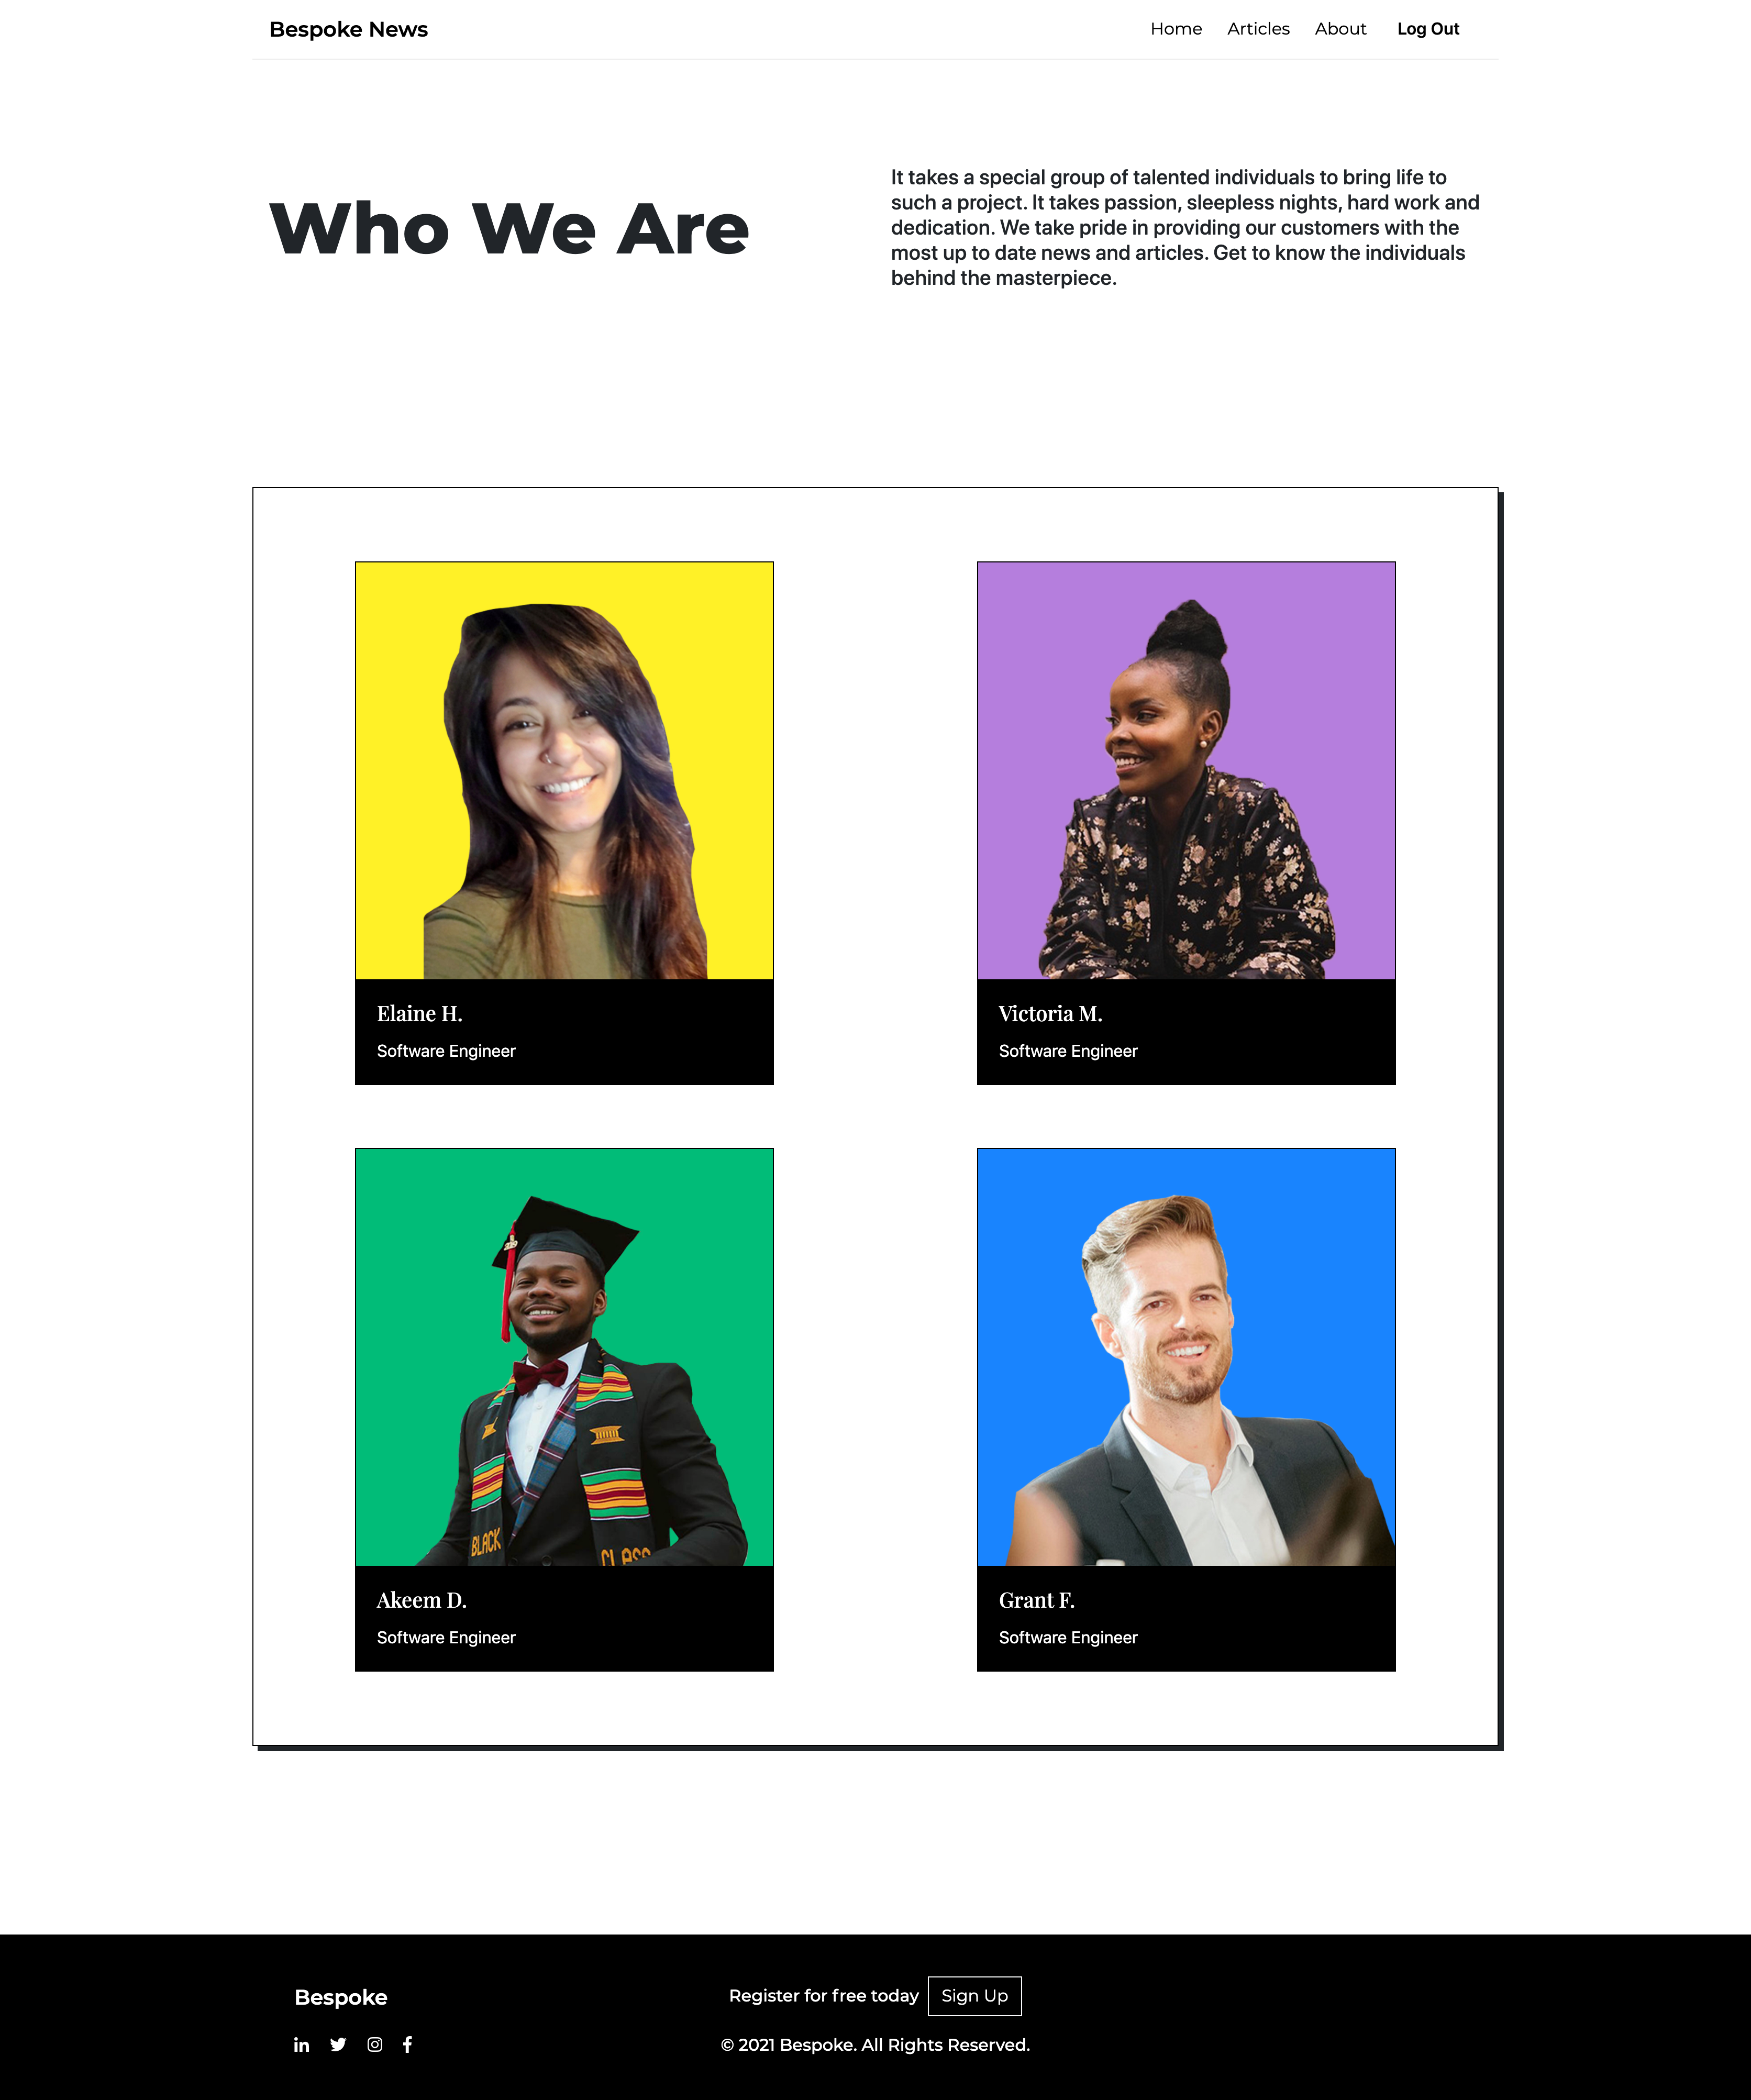 Bespoke News
Home Articles About Log Out
Who We Are
It takes a special group of talented individuals to bring life to
such a project. It takes passion, sleepless nights, hard work and
dedication. We take pride in providing our customers with the
most up to date news and articles. Get to know the individuals
behind the masterpiece.
Elaine H.
Software Engineer
Victoria M.
Software Engineer
BLACK
CLASS
Akeem D.
Software Engineer
Grant F.
Software Engineer
Bespoke
Register for free today Sign Up
© 2021 Bespoke. All Rights Reserved.